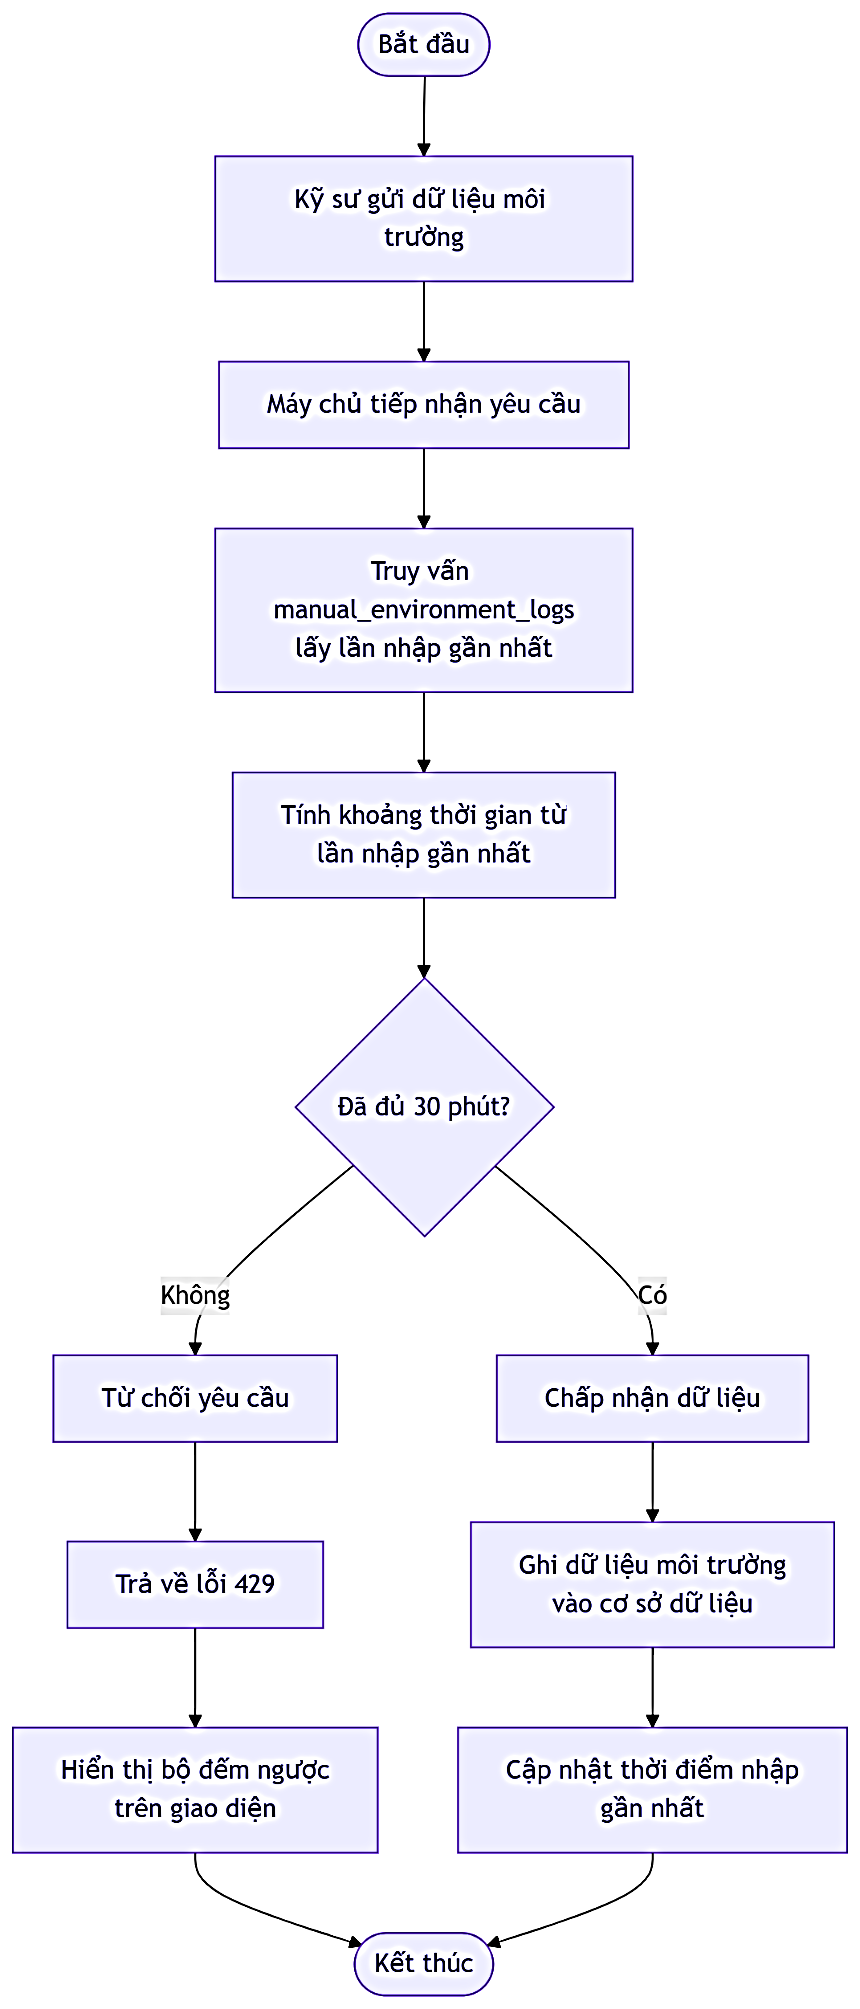 Bắt đầu
Kỹ sư gửi dữ liệu môi
trường
Máy chủ tiếp nhận yêu cầu
Truy vấn
manual_environment_logs
lấy lần nhập gần nhất
Tính khoảng thời gian từ
lần nhập gần nhất
Đã đủ 30 phút?
Không
Có
Từ chối yêu cầu
Chấp nhận dữ liệu
Trả về lỗi 429
Ghi dữ liệu môi trường
vào cơ sở dữ liệu
Hiển thị bộ đếm ngược
trên giao diện
Cập nhật thời điểm nhập
gần nhất
Kết thúc